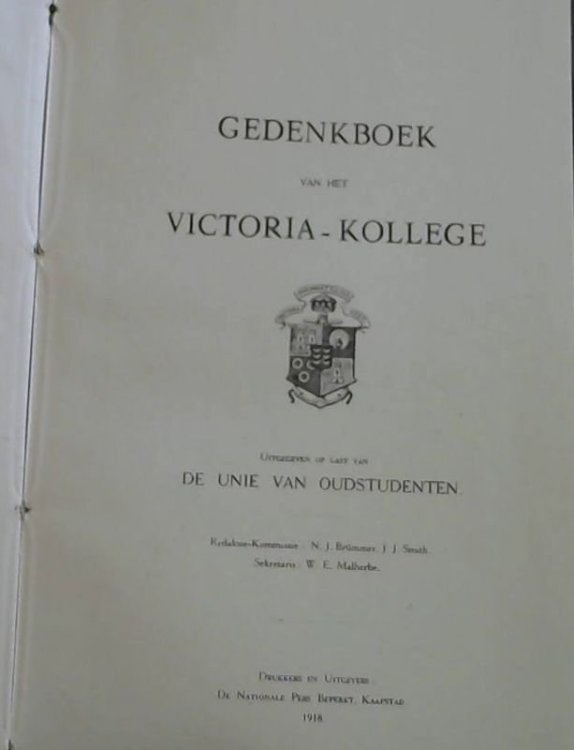 GEDENKBOEK
VAN HET
VICTORIA-KOLLEGE
UITGEGEVEN OP LAST VAN
DE UNIE VAN OUDSTUDENTEN
Redaksie-Kommissie: N. J. Brümmer, J. J. Smith.
Sekretaris: W. E. Malherbe.
DRUKKERS EN UITGEVERS
DE NATIONALE PERS BEPERKT, KAAPSTAD
1918